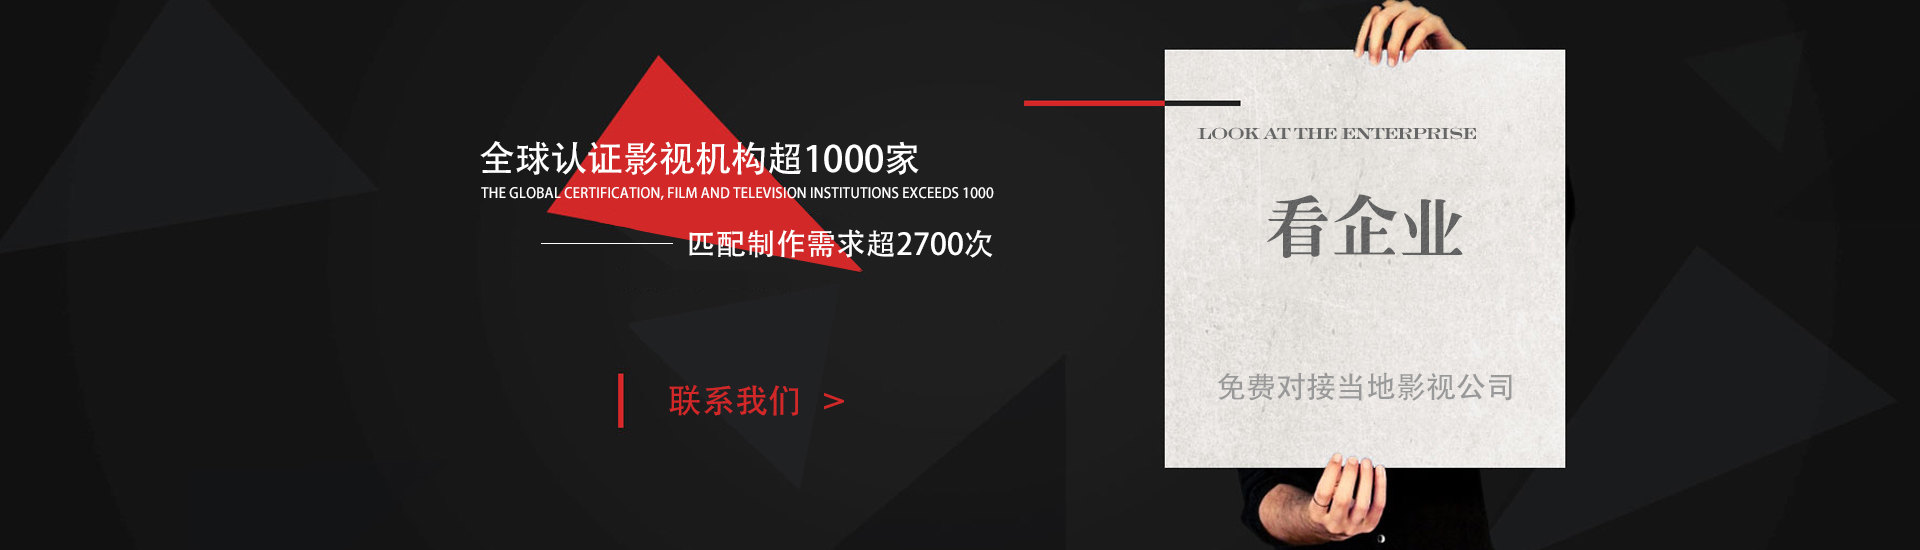 全球认证影视机构超1000家
THE GLOBAL CERTIFICATION, FILM AND TELEVISION INSTITUTIONS EXCEEDS 1000
匹配制作需求超2700次
联系我们 >
LOOK AT THE ENTERPRISE
看企业
免费对接当地影视公司